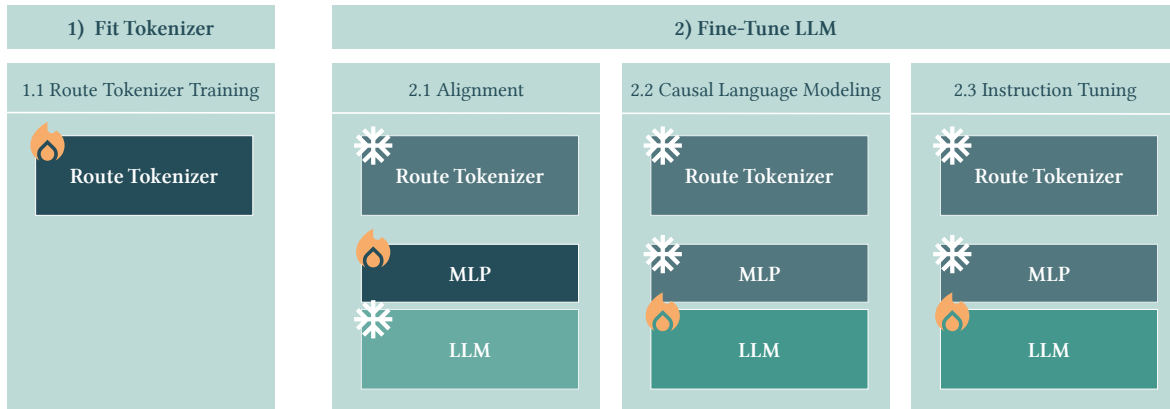 1) Fit Tokenizer
2) Fine-Tune LLM
1.1 Route Tokenizer Training
Route Tokenizer
2.1 Alignment
Route Tokenizer
MLP
LLM
2.2 Causal Language Modeling
Route Tokenizer
MLP
LLM
2.3 Instruction Tuning
Route Tokenizer
MLP
LLM